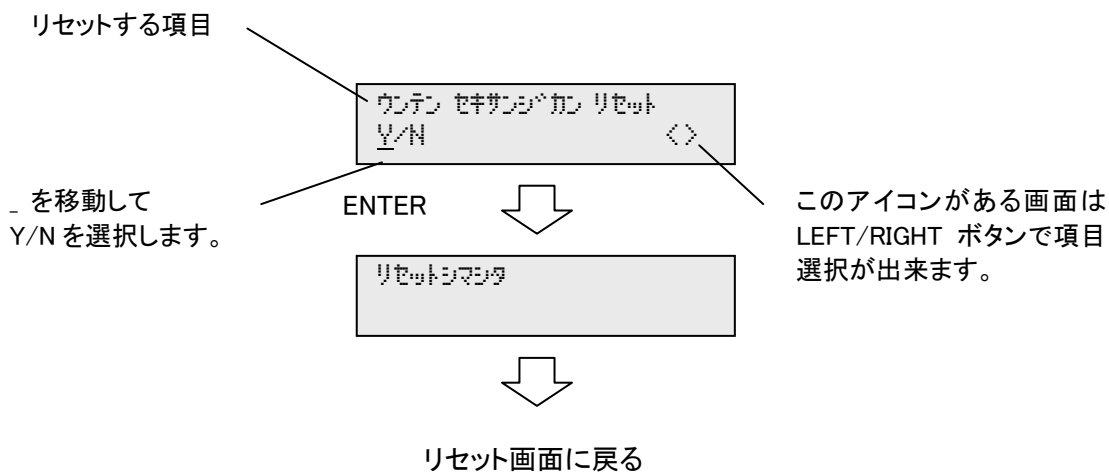 リセットする項目
ウンテン セキサンジカン リセット
Y/N <>
_ を移動して
Y/N を選択します。
ENTER
このアイコンがある画面は
LEFT/RIGHT ボタンで項目
選択が出来ます。
リセットシマシタ
リセット画面に戻る